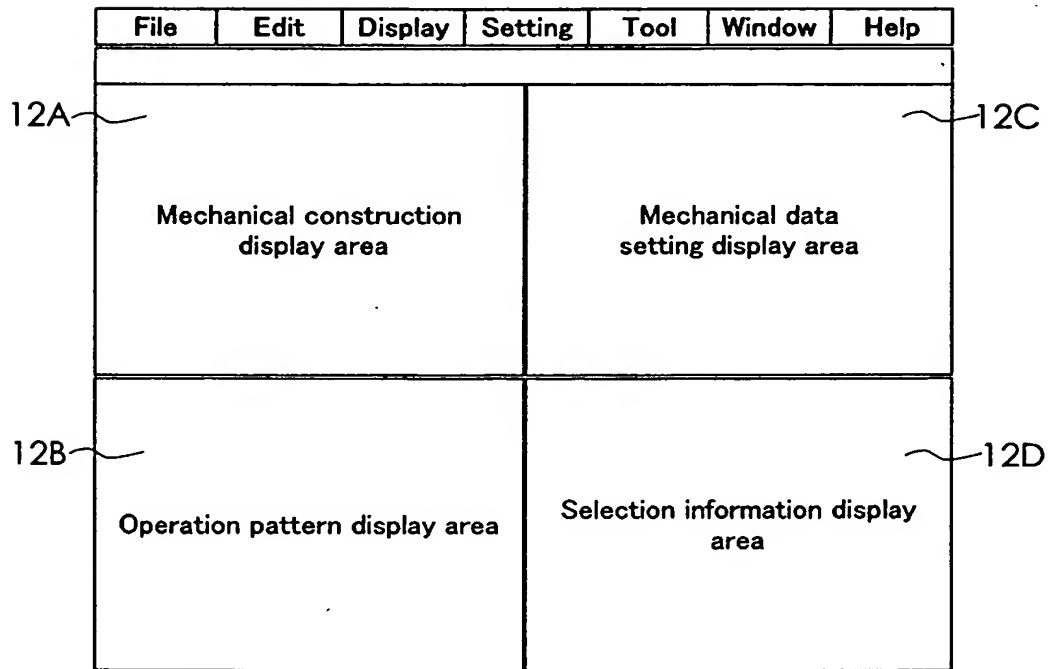 File Edit Display Setting Tool Window Help
12A
12C
Mechanical construction
display area
Mechanical data
setting display area
12B
12D
Operation pattern display area
Selection information display
area